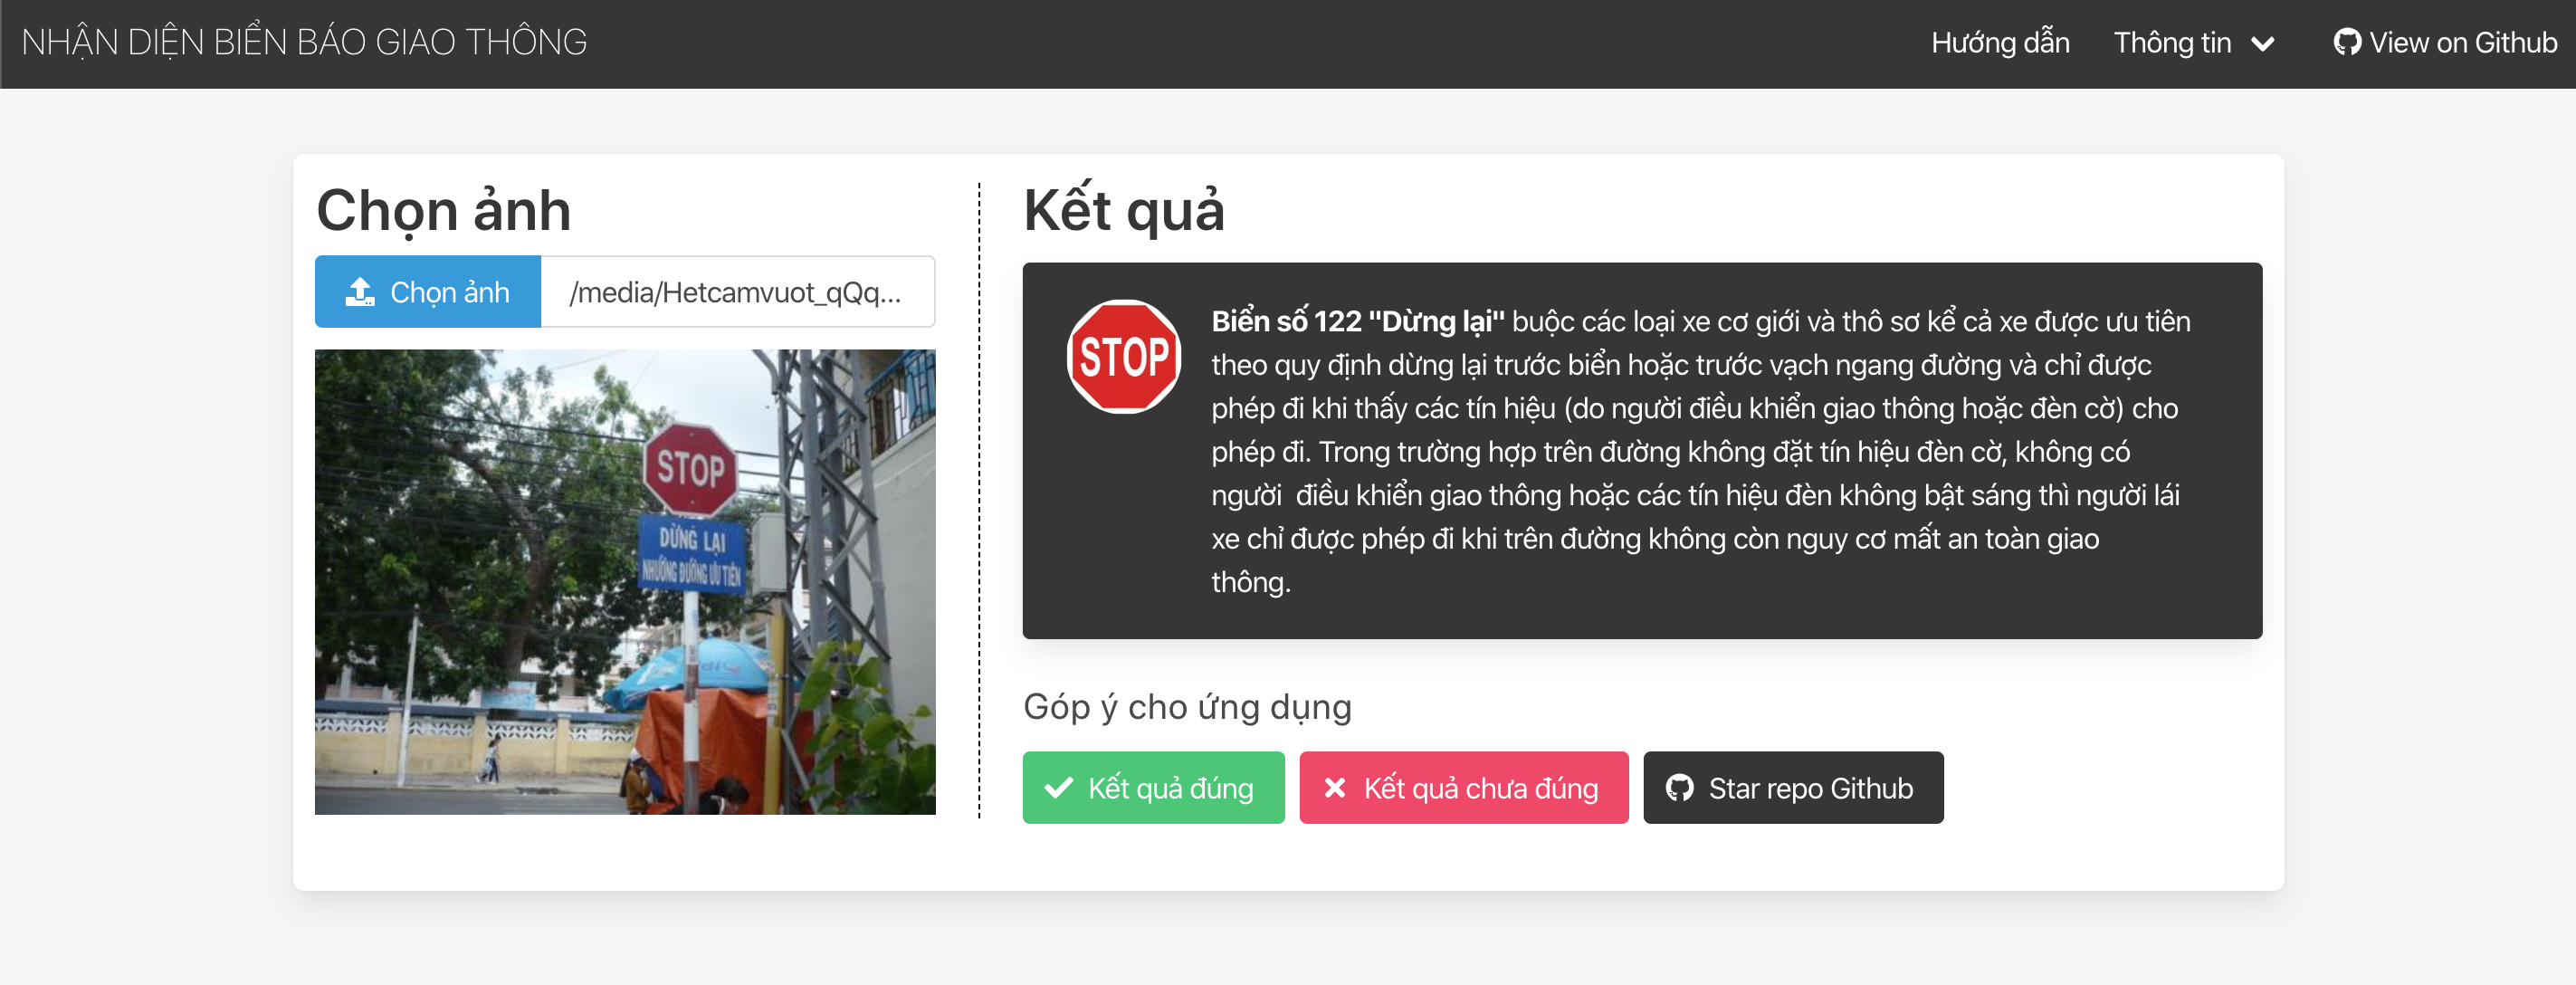 NHẬN DIỆN BIỂN BÁO GIAO THÔNG
Hướng dẫn
Thông tin
View on Github
Chọn ảnh
Chọn ảnh
/media/Hetcamvuot_qQq...
STOP
DỪNG LẠI
NHƯỜNG ĐƯỜNG ƯU TIÊN
Kết quả
STOP
Biển số 122 "Dừng lại" buộc các loại xe cơ giới và thô sơ kể cả xe được ưu tiên
theo quy định dừng lại trước biển hoặc trước vạch ngang đường và chỉ được
phép đi khi thấy các tín hiệu (do người điều khiển giao thông hoặc đèn cờ) cho
phép đi. Trong trường hợp trên đường không đặt tín hiệu đèn cờ, không có
người  điều khiển giao thông hoặc các tín hiệu đèn không bật sáng thì người lái
xe chỉ được phép đi khi trên đường không còn nguy cơ mất an toàn giao
thông.
Góp ý cho ứng dụng
Kết quả đúng
Kết quả chưa đúng
Star repo Github